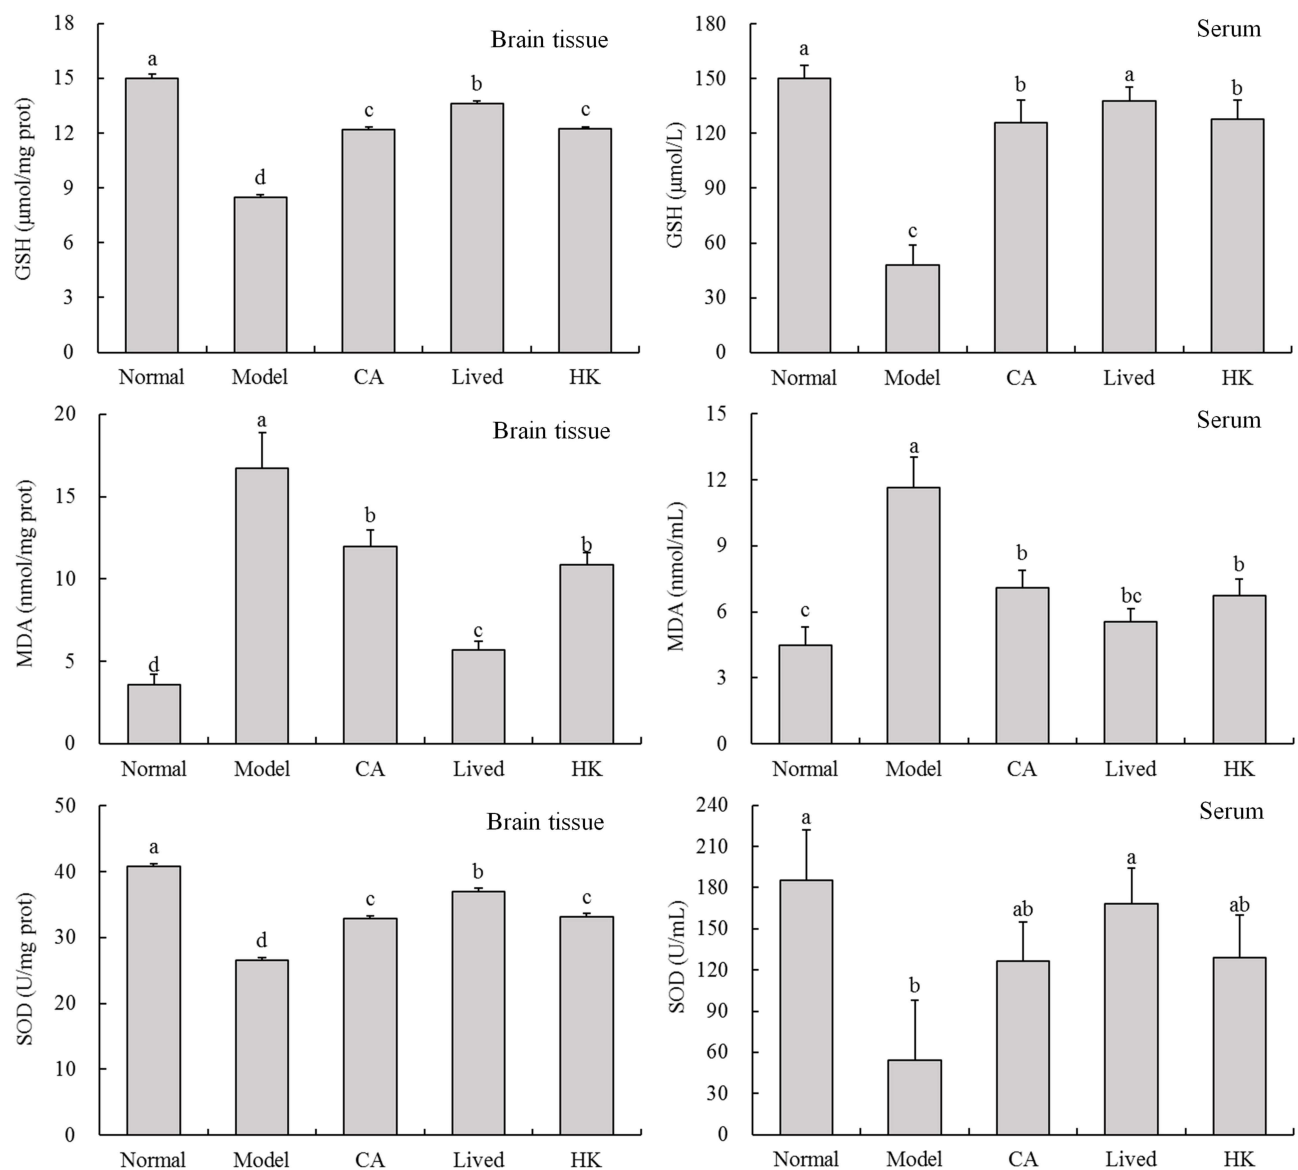 Brain tissue
GSH (µmol/mg prot)
18
15
12
9
6
3
0
a
d
c
b
c
Normal Model CA Lived HK
Serum
GSH (µmol/L)
180
150
120
90
60
30
0
a
c
b
a
b
Normal Model CA Lived HK
Brain tissue
MDA (nmol/mg prot)
20
15
10
5
0
d
a
b
c
b
Normal Model CA Lived HK
Serum
MDA (nmol/mL)
15
12
9
6
3
0
c
a
b
bc
b
Normal Model CA Lived HK
Brain tissue
SOD (U/mg prot)
50
40
30
20
10
0
a
d
c
b
c
Normal Model CA Lived HK
Serum
SOD (U/mL)
240
210
180
150
120
90
60
30
0
a
b
ab
a
ab
Normal Model CA Lived HK